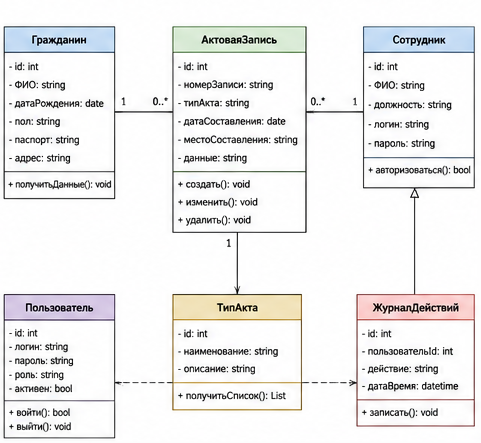 Гражданин
- id: int
- ФИО: string
- датаРождения: date
- пол: string
- паспорт: string
- адрес: string
+ получитьДанные(): void
1
0..*
АктоваяЗапись
- id: int
- номерЗаписи: string
- типАкта: string
- датаСоставления: date
- местоСоставления: string
- данные: string
+ создать(): void
+ изменить(): void
+ удалить(): void
0..*
1
Сотрудник
- id: int
- ФИО: string
- должность: string
- логин: string
- пароль: string
+ авторизоваться(): bool
1
Пользователь
- id: int
- логин: string
- пароль: string
- роль: string
- активен: bool
+ войти(): bool
+ выйти(): void
ТипАкта
- id: int
- наименование: string
- описание: string
+ получитьСписок(): List
ЖурналДействий
- id: int
- пользовательId: int
- действие: string
- датаВремя: datetime
+ записать(): void